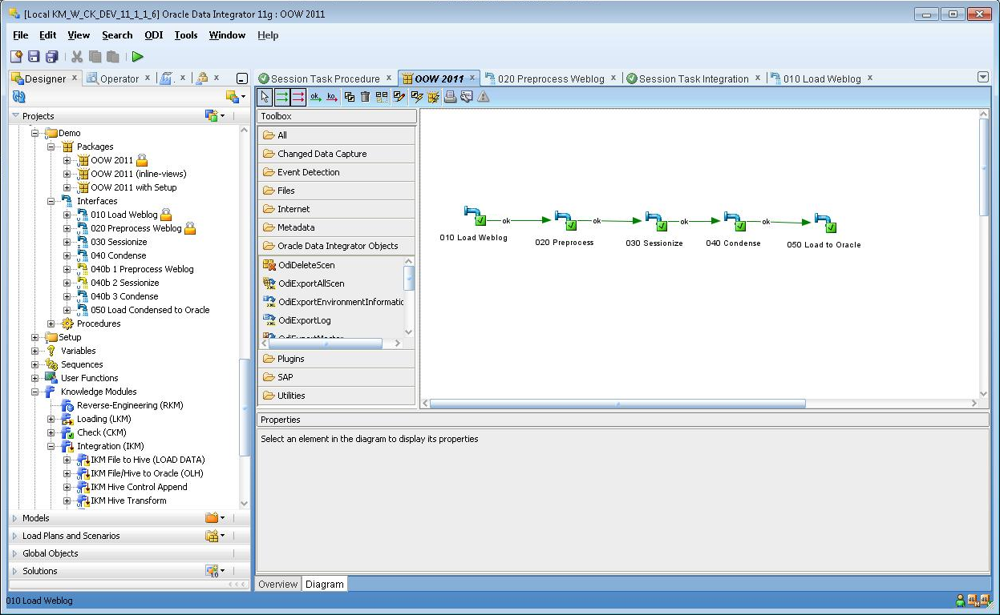 [Local KM_W_CK_DEV_11_1_1_6] Oracle Data Integrator 11g : OOW 2011
File Edit View Search ODI Tools Window Help
Designer
Operator
Session Task Procedure
OOW 2011
020 Preprocess Weblog
Session Task Integration
010 Load Weblog
Projects
Demo
Packages
OOW 2011
OOW 2011 (inline-views)
OOW 2011 with Setup
Interfaces
010 Load Weblog
020 Preprocess Weblog
030 Sessionize
040 Condense
040b 1 Preprocess Weblog
040b 2 Sessionize
040b 3 Condense
050 Load Condensed to Oracle
Procedures
Setup
Variables
Sequences
User Functions
Knowledge Modules
Reverse-Engineering (RKM)
Loading (LKM)
Check (CKM)
Integration (IKM)
IKM File to Hive (LOAD DATA)
IKM File/Hive to Oracle (OLH)
IKM Hive Control Append
IKM Hive Transform
Models
Load Plans and Scenarios
Global Objects
Solutions
ok
ko
Toolbox
All
Changed Data Capture
Event Detection
Files
Internet
Metadata
Oracle Data Integrator Objects
OdiDeleteScen
OdiExportAllScen
OdiExportEnvironmentInformatic
OdiExportLog
OdiExportMaster
Plugins
SAP
Utilities
ok ok ok ok
010 Load Weblog
020 Preprocess
030 Sessionize
040 Condense
050 Load to Oracle
Properties
Select an element in the diagram to display its properties
Overview
Diagram
010 Load Weblog